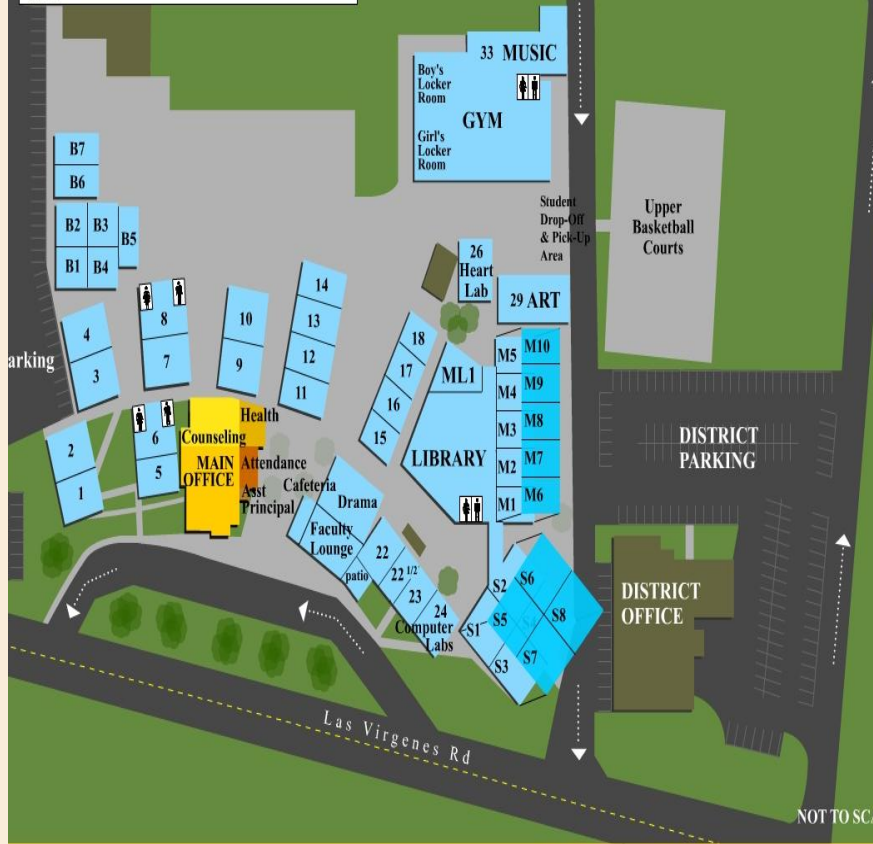 33 MUSIC
Boy's
Locker
Room
GYM
Girl's
Locker
Room
B7
B6
B2
B3
B5
B1
B4
Student
Drop-Off
& Pick-Up
Area
Upper
Basketball
Courts
26
Heart
Lab
29 ART
14
13
12
11
10
9
8
7
4
3
arking
18
17
16
15
ML1
LIBRARY
M5
M10
M4
M9
M3
M8
M2
M7
M1
M6
DISTRICT
PARKING
2
1
6
5
Health
Counseling
MAIN
OFFICE
Attendance
Asst
Principal
Cafeteria
Drama
Faculty
Lounge
patio
22
22 1/2
23
24
Computer
Labs
S2
S6
S5
S4
S8
S1
S3
S7
DISTRICT
OFFICE
Las Virgenes Rd
NOT TO SCA